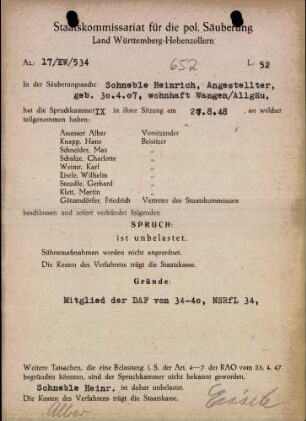 Staatskommissariat für die pol. Säuberung
Land Württemberg-Hohenzollern
Az: 17/KW/534
652
L: 52
In der Säuberungssache Schneble Heinrich, Angestellter,
geb. 30.4.07, wohnhaft Wangen/Allgäu,
hat die Spruchkammer IX in ihrer Sitzung am 27.8.48, an welcher
teilgenommen haben:
Assessor Alber Vorsitzender
Knapp, Hans Beisitzer
Schneider, Max "
Schulze, Charlotte "
Weiner, Karl "
Eisele, Wilhelm "
Steudle, Gerhard "
Klett, Martin "
Götzendörfer, Friedrich Vertreter des Staatskommissars
beschlossen und sofort verkündet folgenden
SPRUCH:
ist unbelastet.
Sühnemaßnahmen werden nicht angeordnet.
Die Kosten des Verfahrens trägt die Staatskasse.
Gründe:
Mitglied der DAF von 34-40, NSRfL 34,
Weitere Tatsachen, die eine Belastung i. S. der Art. 4—7 der RAO vom 25. 4. 47
begründen könnten, sind der Spruchkammer nicht bekannt geworden.
Schneble Heinr. ist daher unbelastet.
Die Kosten des Verfahrens trägt die Staatskasse.
Alber
Eisele